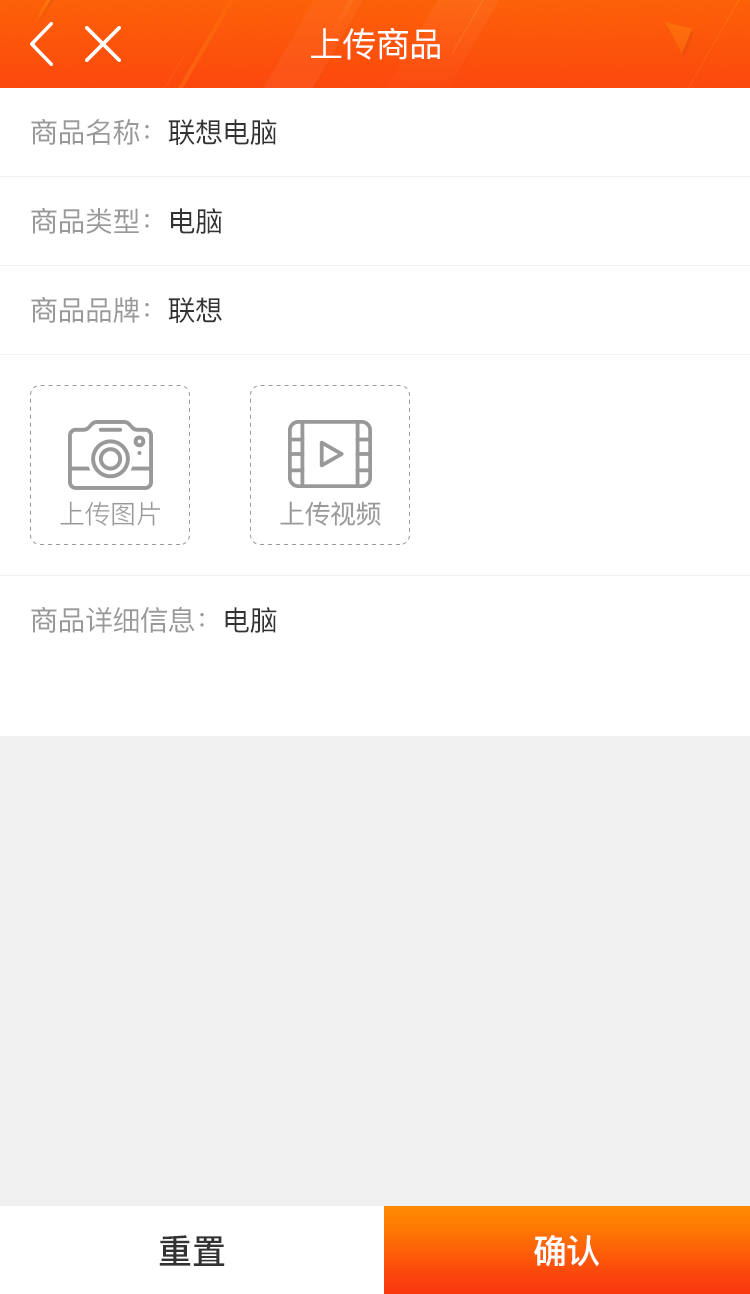 上传商品
商品名称：联想电脑
商品类型：电脑
商品品牌：联想
上传图片 上传视频
商品详细信息：电脑
重置 确认